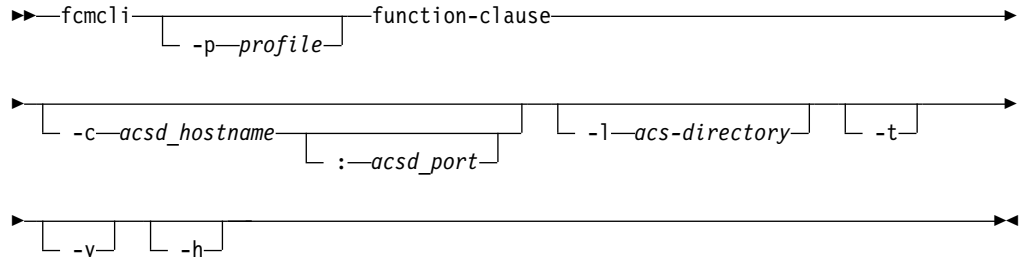 fcmcli function-clause
-p profile
-c acsd_hostname -l acs-directory -t
: acsd_port
-v -h